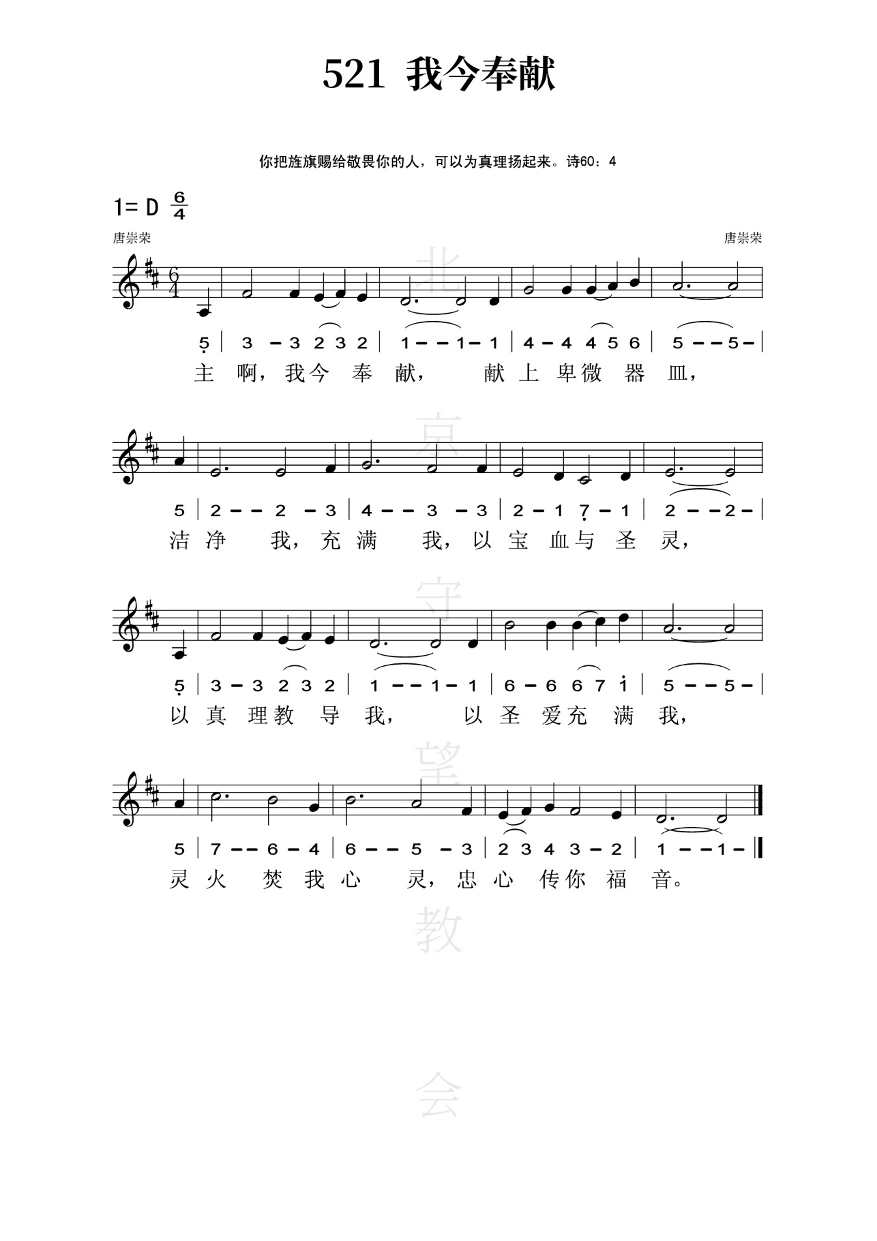 521 我今奉献
你把旌旗赐给敬畏你的人，可以为真理扬起来。诗60：4
1= D 6/4
唐崇荣 唐崇荣
6/4
5 | 3 - 3 2 3 2 | 1 - - 1 - 1 | 4 - 4 4 5 6 | 5 - - 5 - |
主 啊，我今 奉 献， 献 上 卑微 器 皿，
5 | 2 - - 2 - 3 | 4 - - 3 - 3 | 2 - 1 7 - 1 | 2 - - 2 - |
洁 净 我，充 满 我，以 宝 血与 圣 灵，
5 | 3 - 3 2 3 2 | 1 - - 1 - 1 | 6 - 6 6 7 1 | 5 - - 5 - |
以 真 理教 导 我， 以 圣 爱充 满 我，
5 | 7 - - 6 - 4 | 6 - - 5 - 3 | 2 3 4 3 - 2 | 1 - - 1 - ‖
灵 火 焚 我 心 灵，忠 心 传你 福 音。
北
京
守
望
教
会